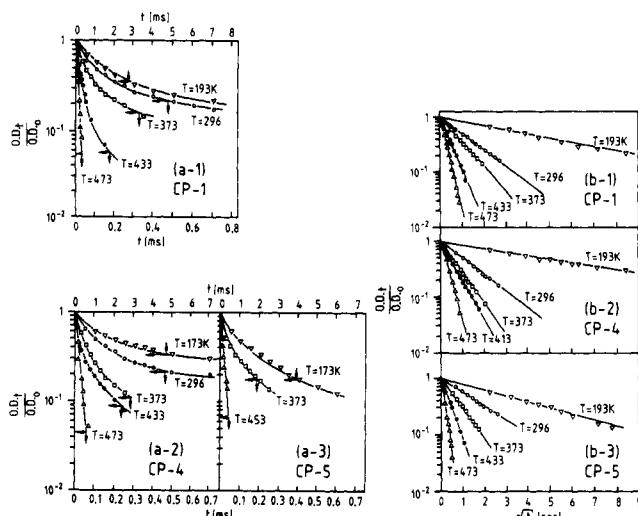 t [ms]
0 1 2 3 4 5 6 7 8
1
10⁻¹
10⁻²
O.D.t
O.D.₀
T=193K
T=296
T=373
T=433
T=473
(a-1)
CP-1
0 0.2 0.4 0.6 0.8
t [ms]
0 1 2 3 4 5 6 7
1
10⁻¹
10⁻²
O.D.t
O.D.₀
T=173K
T=296
T=373
T=433
T=473
(a-2)
CP-4
0 0.1 0.2 0.3 0.4 0.5 0.6 0.7
t [ms]
0 1 2 3 4 5 6 7
T=173K
T=373
T=453
(a-3)
CP-5
0.1 0.2 0.3 0.4 0.5 0.6 0.7
t [ms]
1
10⁻¹
10⁻²
T=193K
T=296
T=373
T=433
T=473
(b-1)
CP-1
O.D.t
O.D.₀
1
10⁻¹
10⁻²
T=193K
T=296
T=373
T=413
T=473
(b-2)
CP-4
1
10⁻¹
10⁻²
T=193K
T=296
T=373
T=433
T=473
(b-3)
CP-5
0 1 2 3 4 5 6 7 8 9